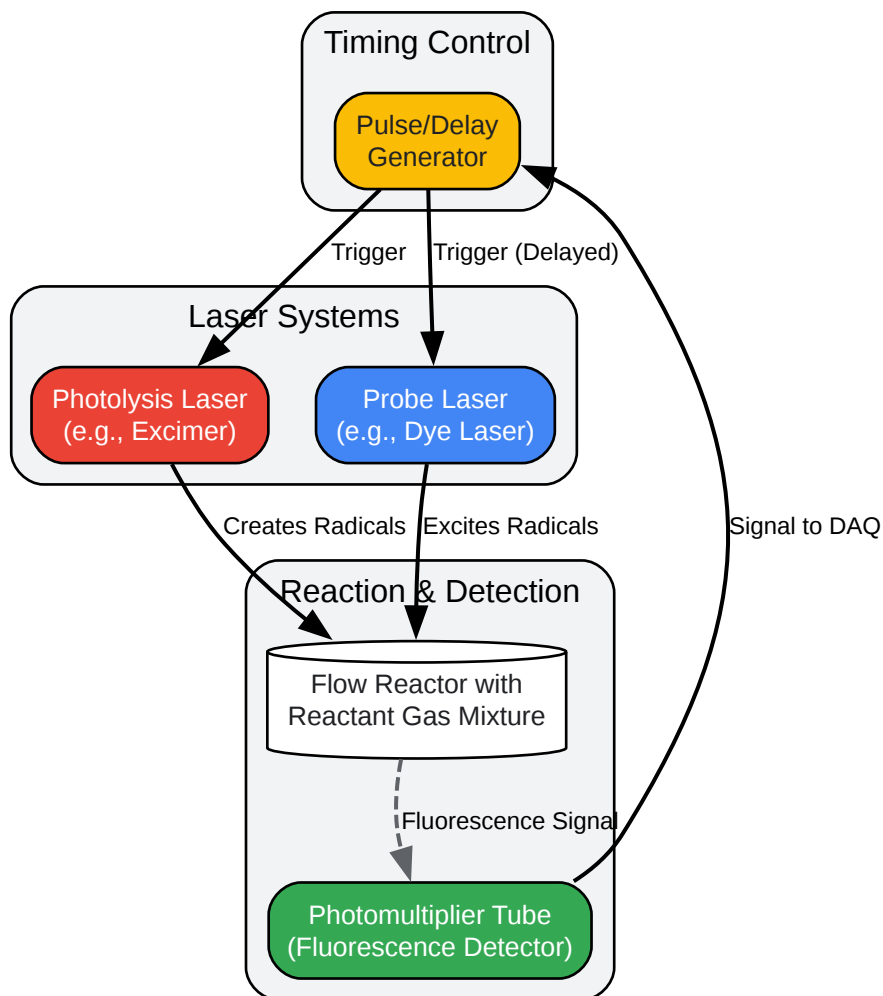 Timing Control
Pulse/Delay
Generator
Trigger
Trigger (Delayed)
Laser Systems
Photolysis Laser
(e.g., Excimer)
Probe Laser
(e.g., Dye Laser)
Creates Radicals
Excites Radicals
Signal to DAQ
Reaction & Detection
Flow Reactor with
Reactant Gas Mixture
Fluorescence Signal
Photomultiplier Tube
(Fluorescence Detector)